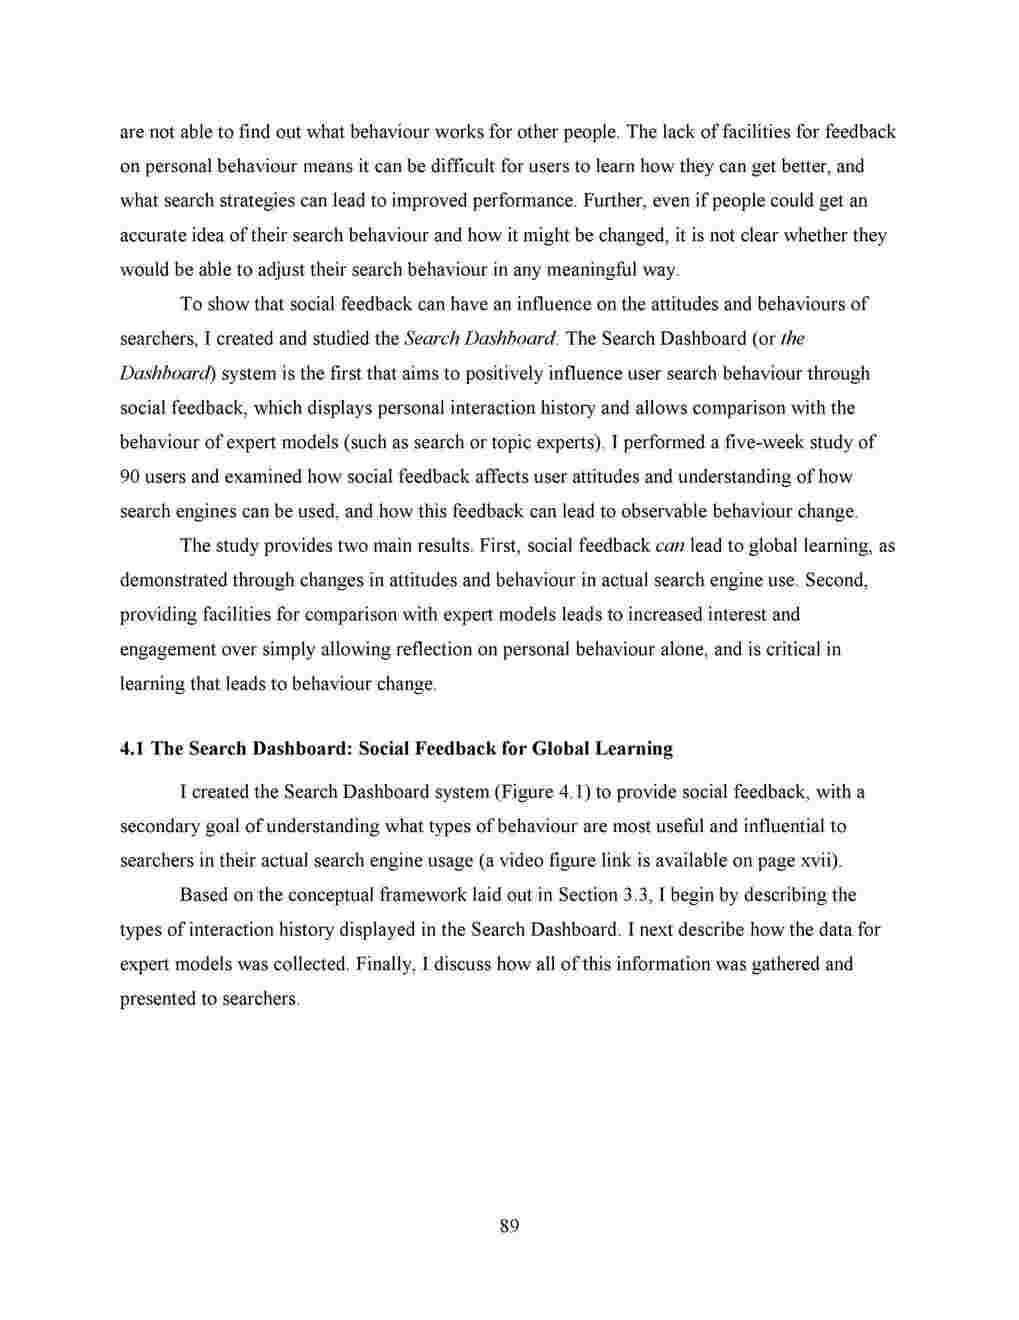 are not able to find out what behaviour works for other people. The lack of facilities for feedback
on personal behaviour means it can be difficult for users to learn how they can get better, and
what search strategies can lead to improved performance. Further, even if people could get an
accurate idea of their search behaviour and how it might be changed, it is not clear whether they
would be able to adjust their search behaviour in any meaningful way.
To show that social feedback can have an influence on the attitudes and behaviours of
searchers, I created and studied the Search Dashboard. The Search Dashboard (or the
Dashboard) system is the first that aims to positively influence user search behaviour through
social feedback, which displays personal interaction history and allows comparison with the
behaviour of expert models (such as search or topic experts). I performed a five-week study of
90 users and examined how social feedback affects user attitudes and understanding of how
search engines can be used, and how this feedback can lead to observable behaviour change.
The study provides two main results. First, social feedback can lead to global learning, as
demonstrated through changes in attitudes and behaviour in actual search engine use. Second,
providing facilities for comparison with expert models leads to increased interest and
engagement over simply allowing reflection on personal behaviour alone, and is critical in
learning that leads to behaviour change.
4.1 The Search Dashboard: Social Feedback for Global Learning
I created the Search Dashboard system (Figure 4.1) to provide social feedback, with a
secondary goal of understanding what types of behaviour are most useful and influential to
searchers in their actual search engine usage (a video figure link is available on page xvii).
Based on the conceptual framework laid out in Section 3.3, I begin by describing the
types of interaction history displayed in the Search Dashboard. I next describe how the data for
expert models was collected. Finally, I discuss how all of this information was gathered and
presented to searchers.
89